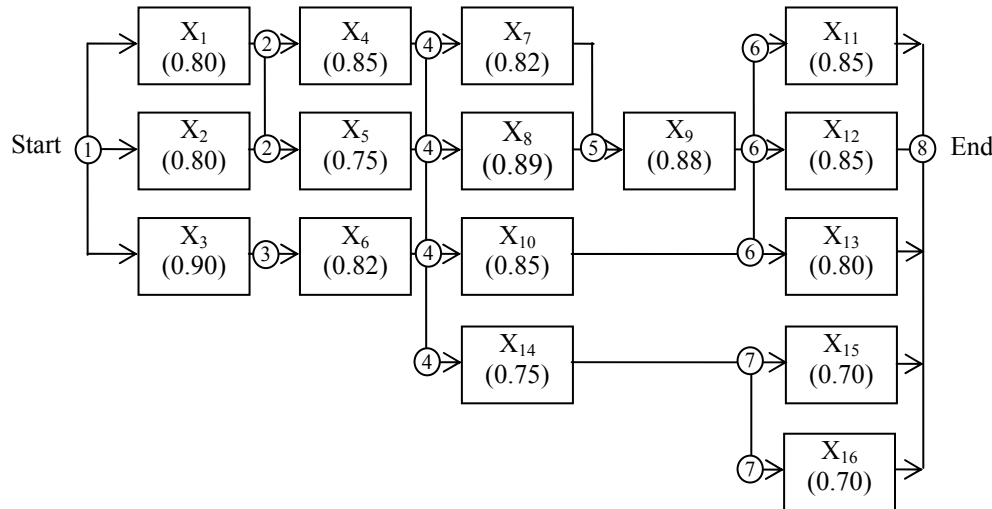 X₁
(0.80)
2
X₄
(0.85)
4
X₇
(0.82)
6
X₁₁
(0.85)
Start
1
X₂
(0.80)
2
X₅
(0.75)
4
X₈
(0.89)
5
X₉
(0.88)
6
X₁₂
(0.85)
8
End
X₃
(0.90)
3
X₆
(0.82)
4
X₁₀
(0.85)
6
X₁₃
(0.80)
4
X₁₄
(0.75)
7
X₁₅
(0.70)
7
X₁₆
(0.70)